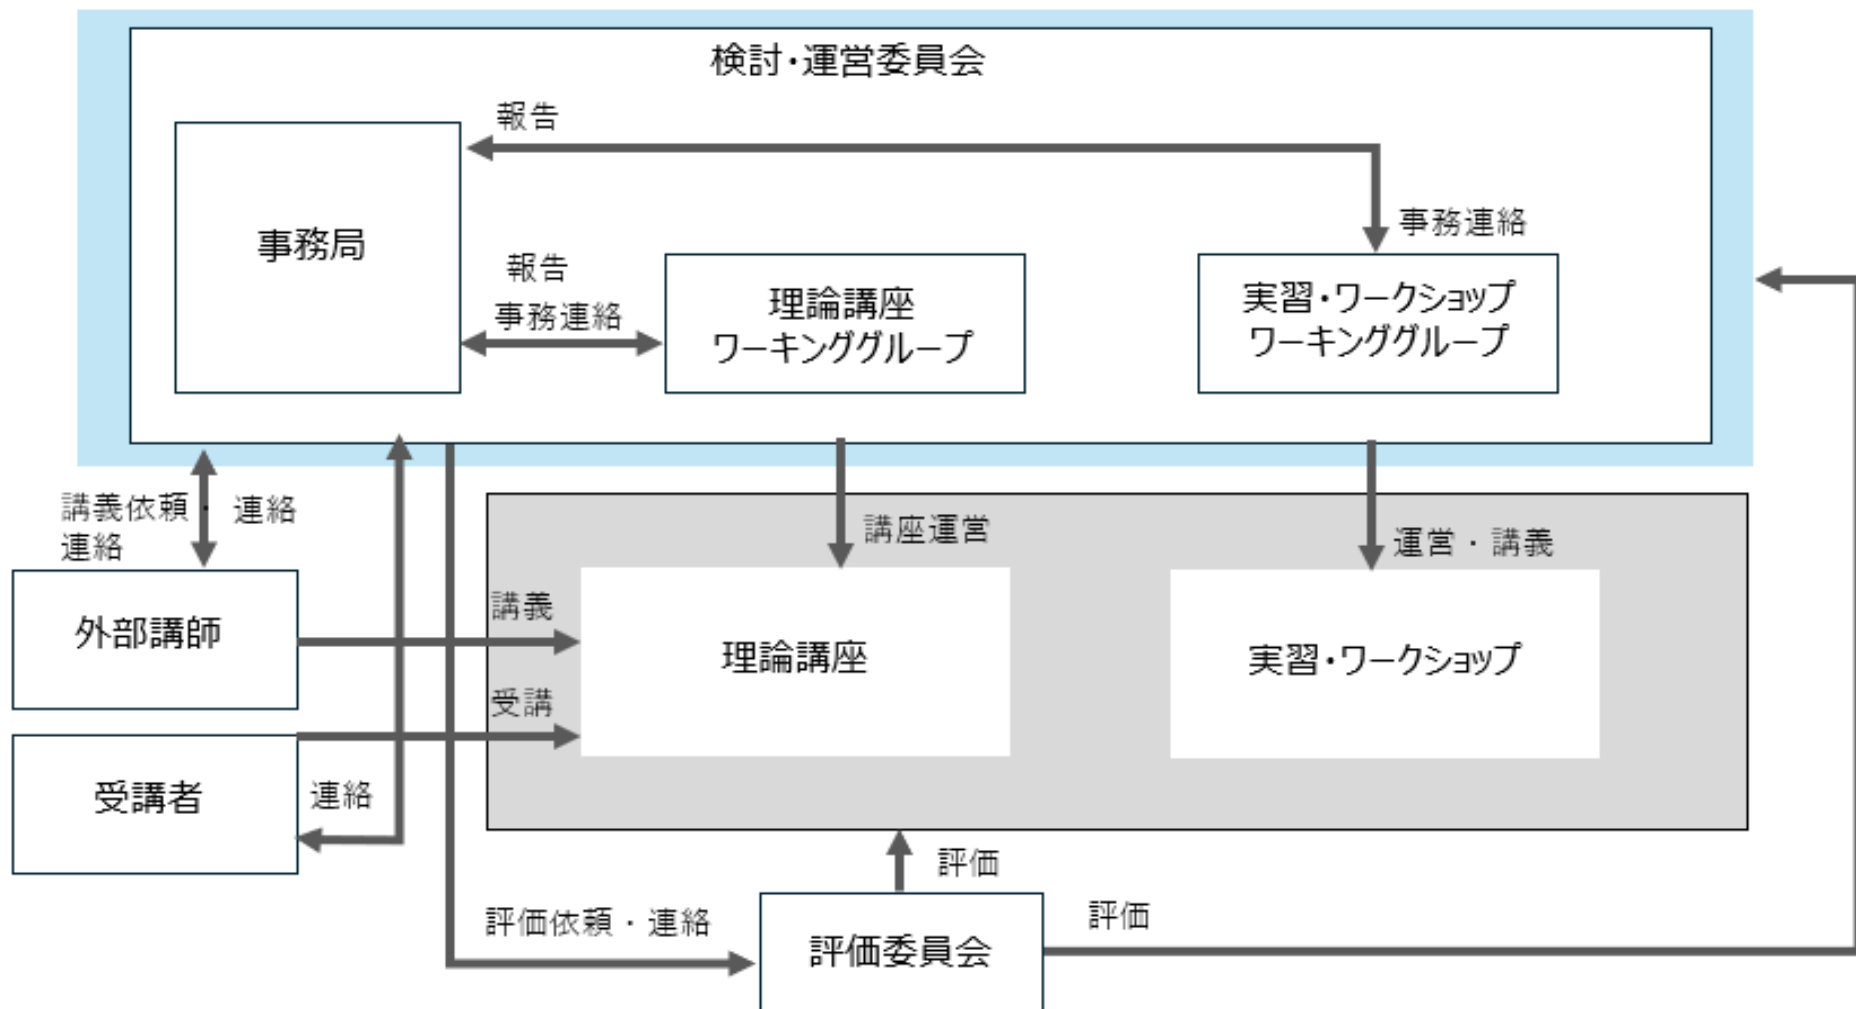 検討・運営委員会
報告
事務局
事務連絡
報告
事務連絡
理論講座
ワーキンググループ
実習・ワークショップ
ワーキンググループ
講義依頼・
連絡
連絡
講座運営
運営・講義
外部講師
講義
理論講座
実習・ワークショップ
受講
受講者
連絡
評価
評価依頼・連絡
評価委員会
評価